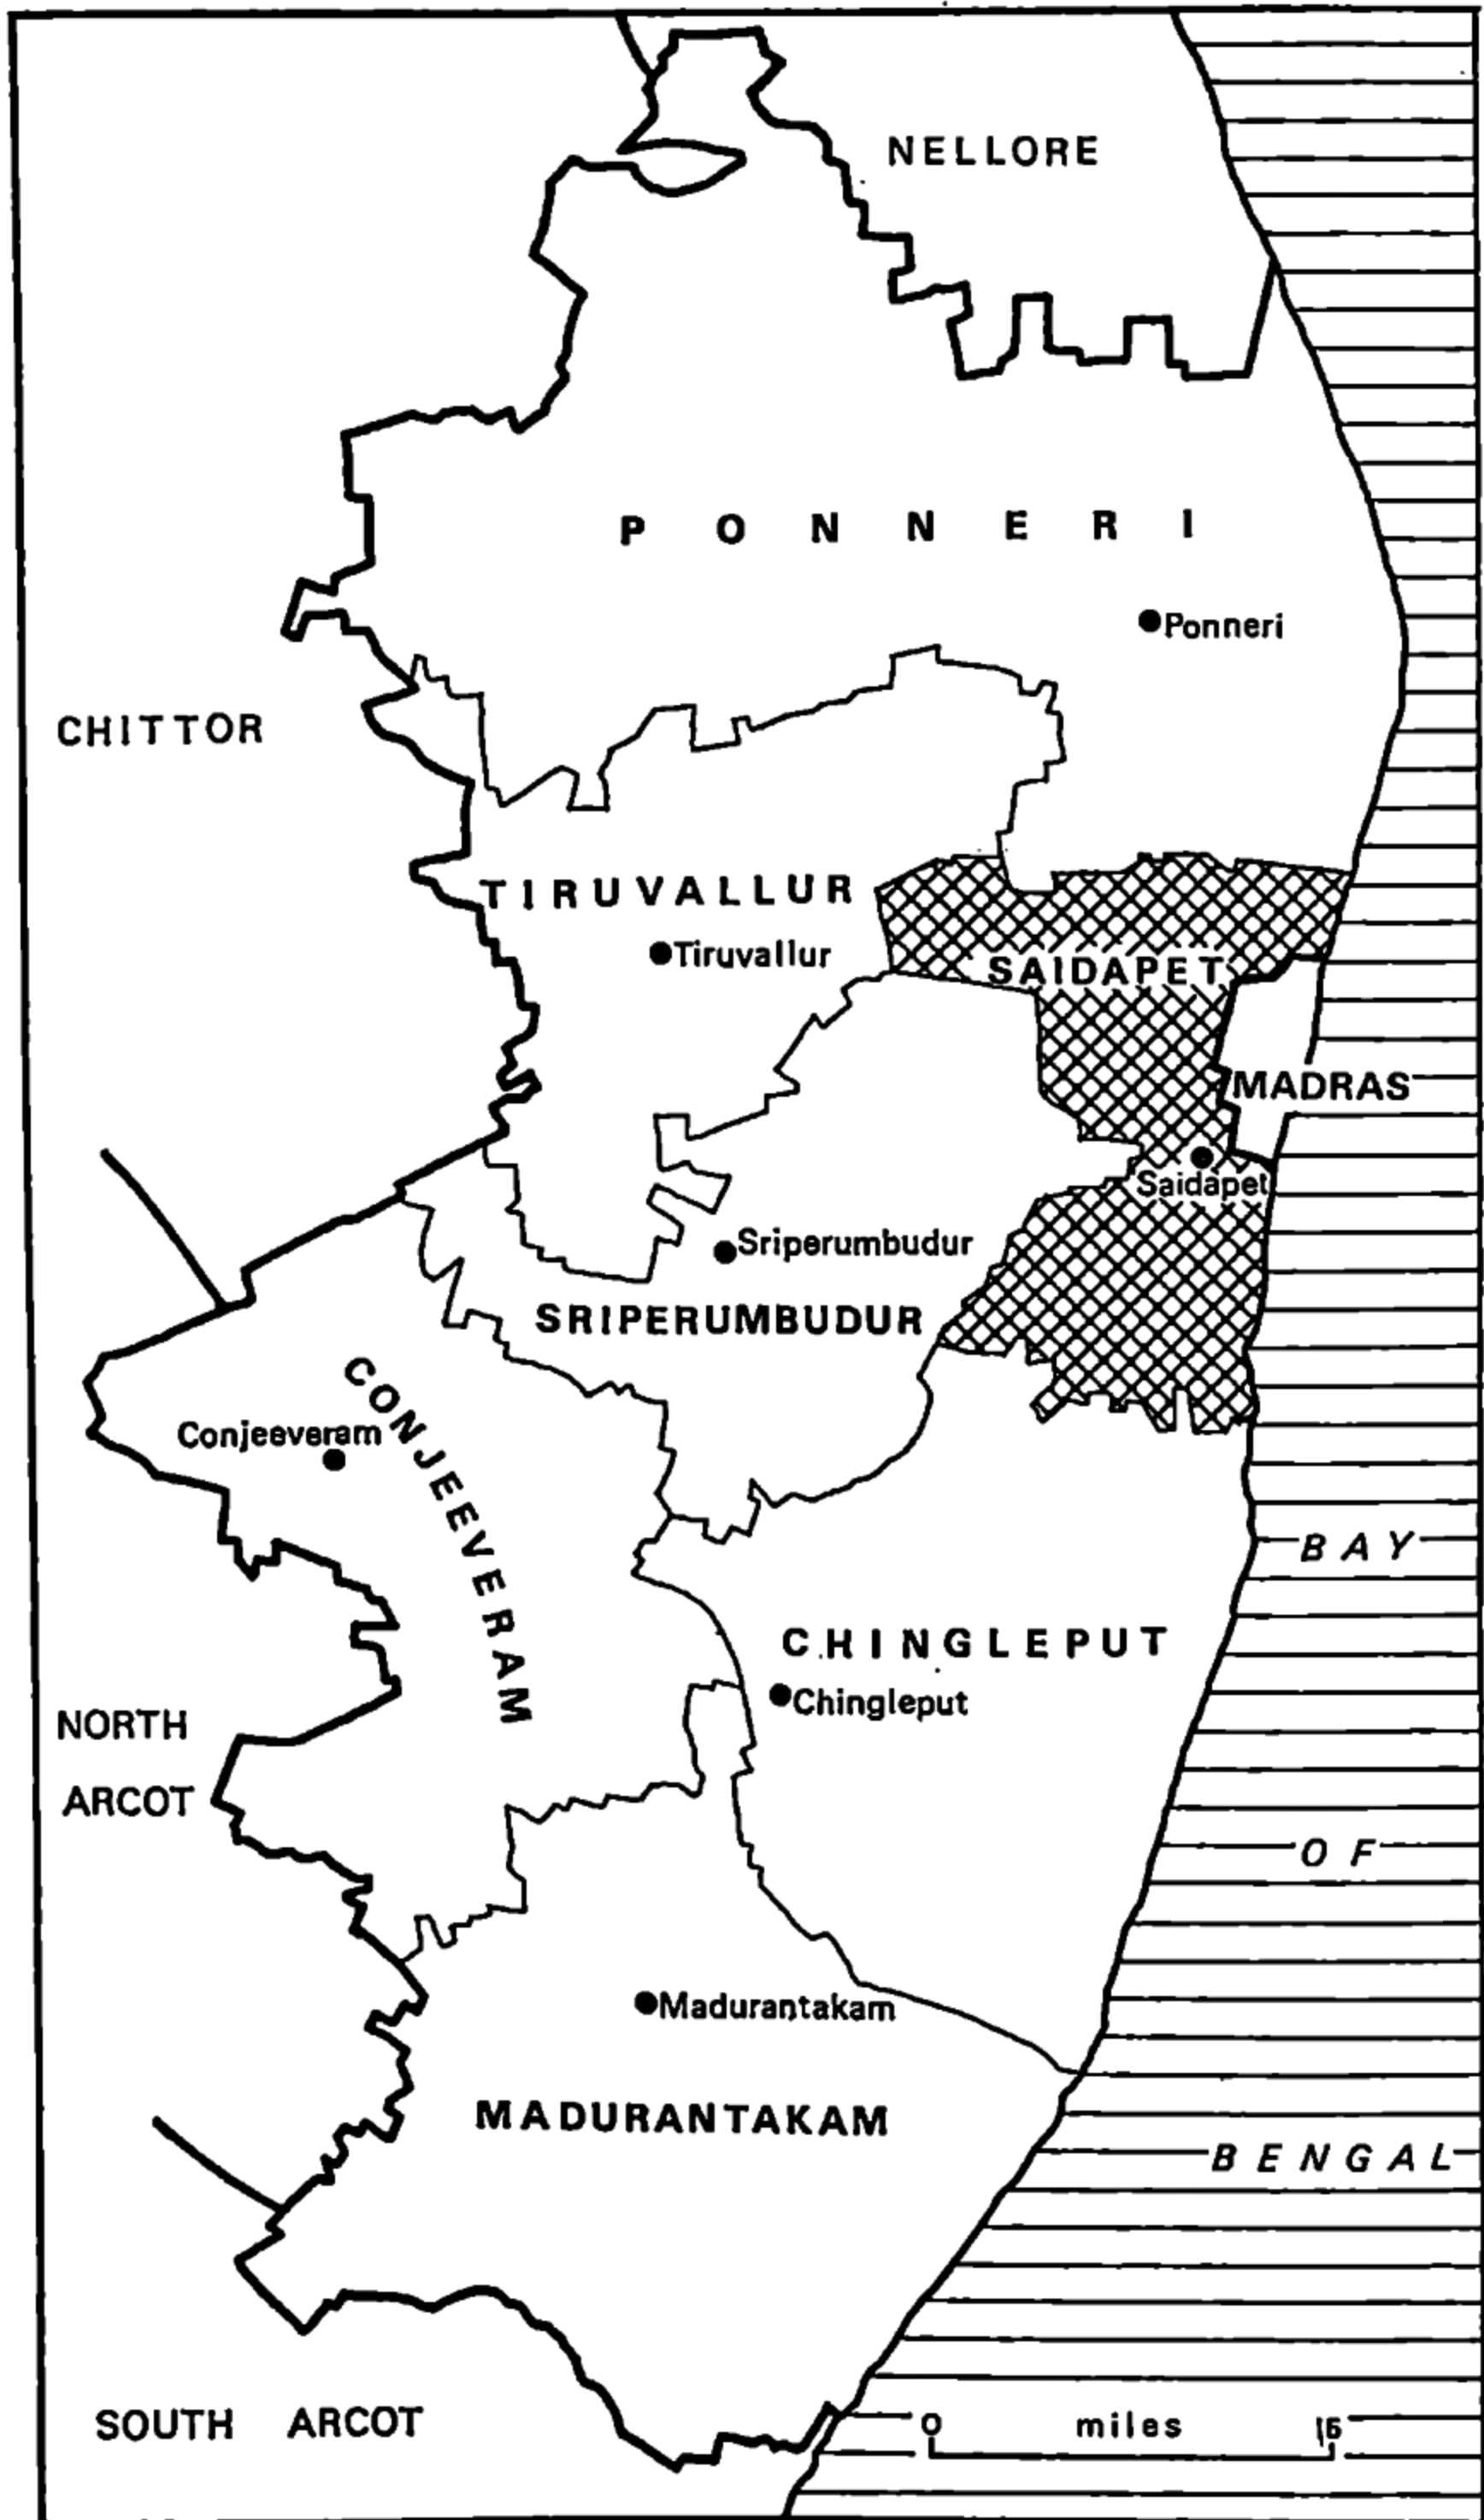 NELLORE
PONNERI
Ponneri
CHITTOR
TIRUVALLUR
Tiruvallur
SAIDAPET
MADRAS
Saidapet
Sriperumbudur
SRIPERUMBUDUR
CONJEEVERAM
Conjeeveram
BAY
CHINGLEPUT
Chingleput
NORTH
ARCOT
OF
Madurantakam
MADURANTAKAM
BENGAL
SOUTH ARCOT
0 miles 15